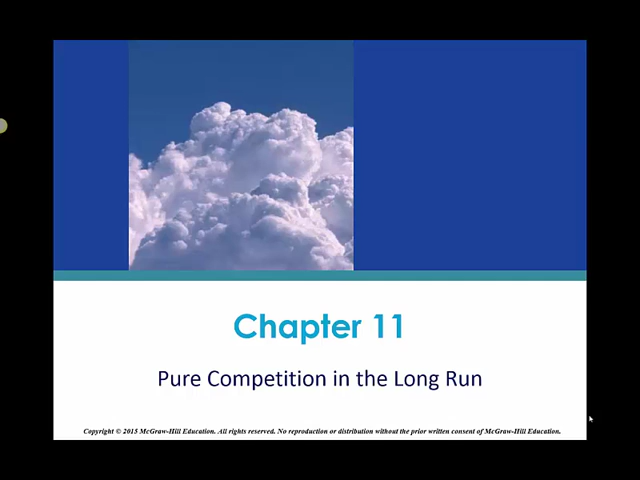 Chapter 11
Pure Competition in the Long Run
Copyright © 2015 McGraw-Hill Education. All rights reserved. No reproduction or distribution without the prior written consent of McGraw-Hill Education.